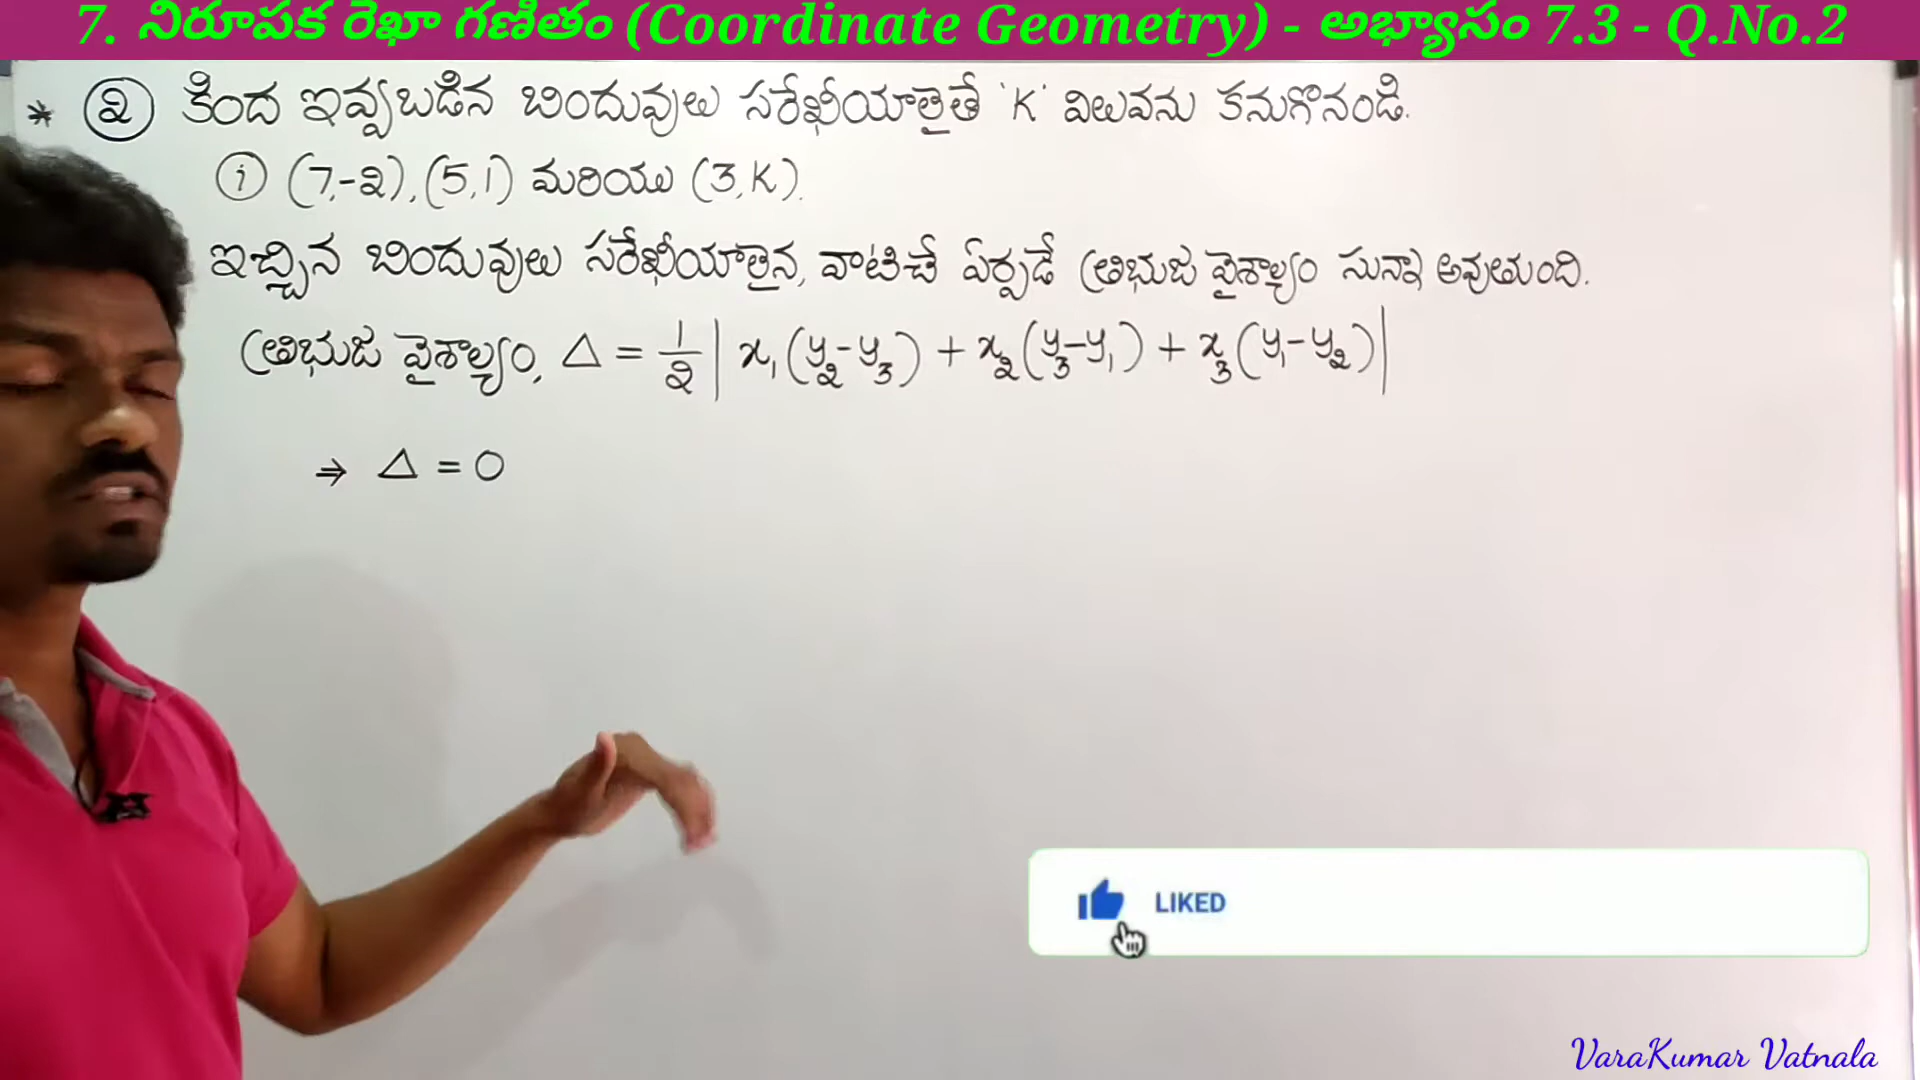 7. నిరూపక రేఖా గణితం (Coordinate Geometry) - అభ్యాసం 7.3 - Q.No.2
* ② కింద ఇవ్వబడిన బిందువులు సరేఖీయాలైతే 'K' విలువను కనుగొనండి.
ⓘ (7,-2), (5,1) మరియు (3,K).
ఇచ్చిన బిందువులు సరేఖీయాలైన, వాటిచే ఏర్పడే త్రిభుజ వైశాల్యం సున్నా అవుతుంది.
త్రిభుజ వైశాల్యం, △ = 1/2 | x₁(y₂-y₃) + x₂(y₃-y₁) + x₃(y₁-y₂)|
⇒ △ = 0
LIKED
VaraKumar Vatnala